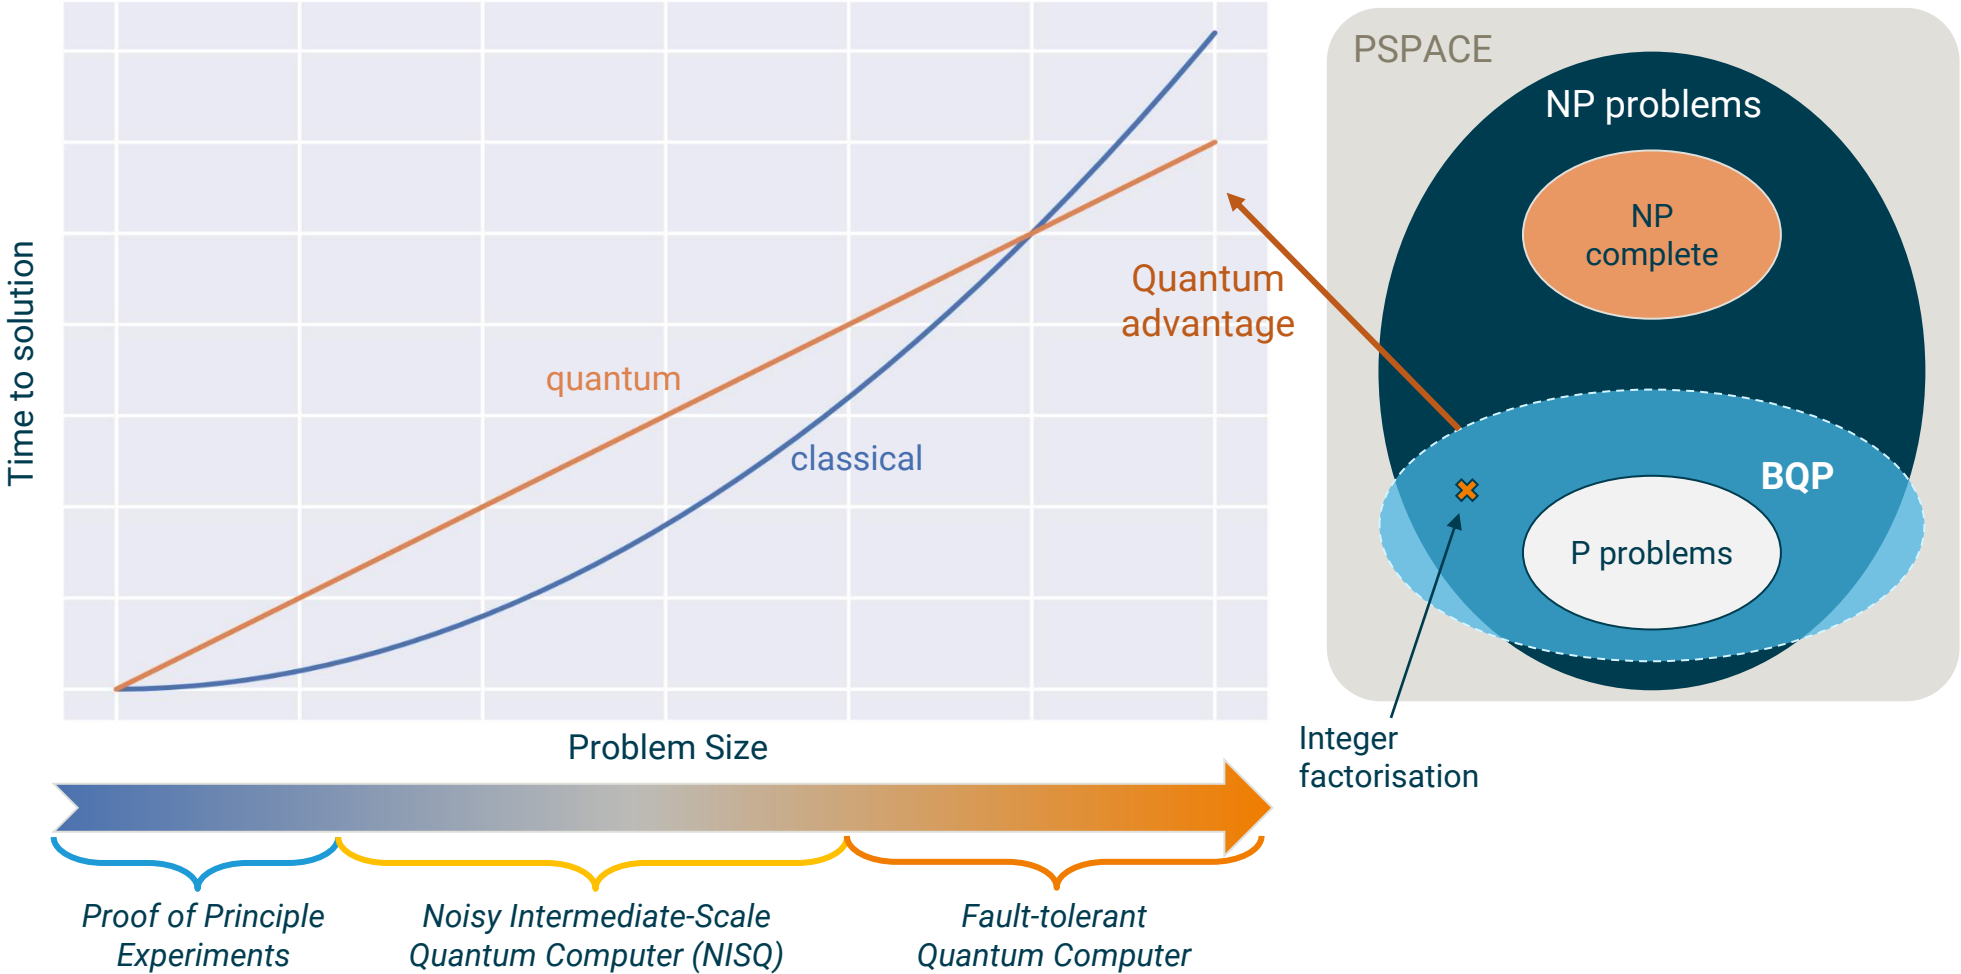 Time to solution
quantum
classical
Quantum
advantage
Problem Size
Proof of Principle
Experiments
Noisy Intermediate-Scale
Quantum Computer (NISQ)
Fault-tolerant
Quantum Computer
PSPACE
NP problems
NP
complete
BQP
P problems
Integer
factorisation